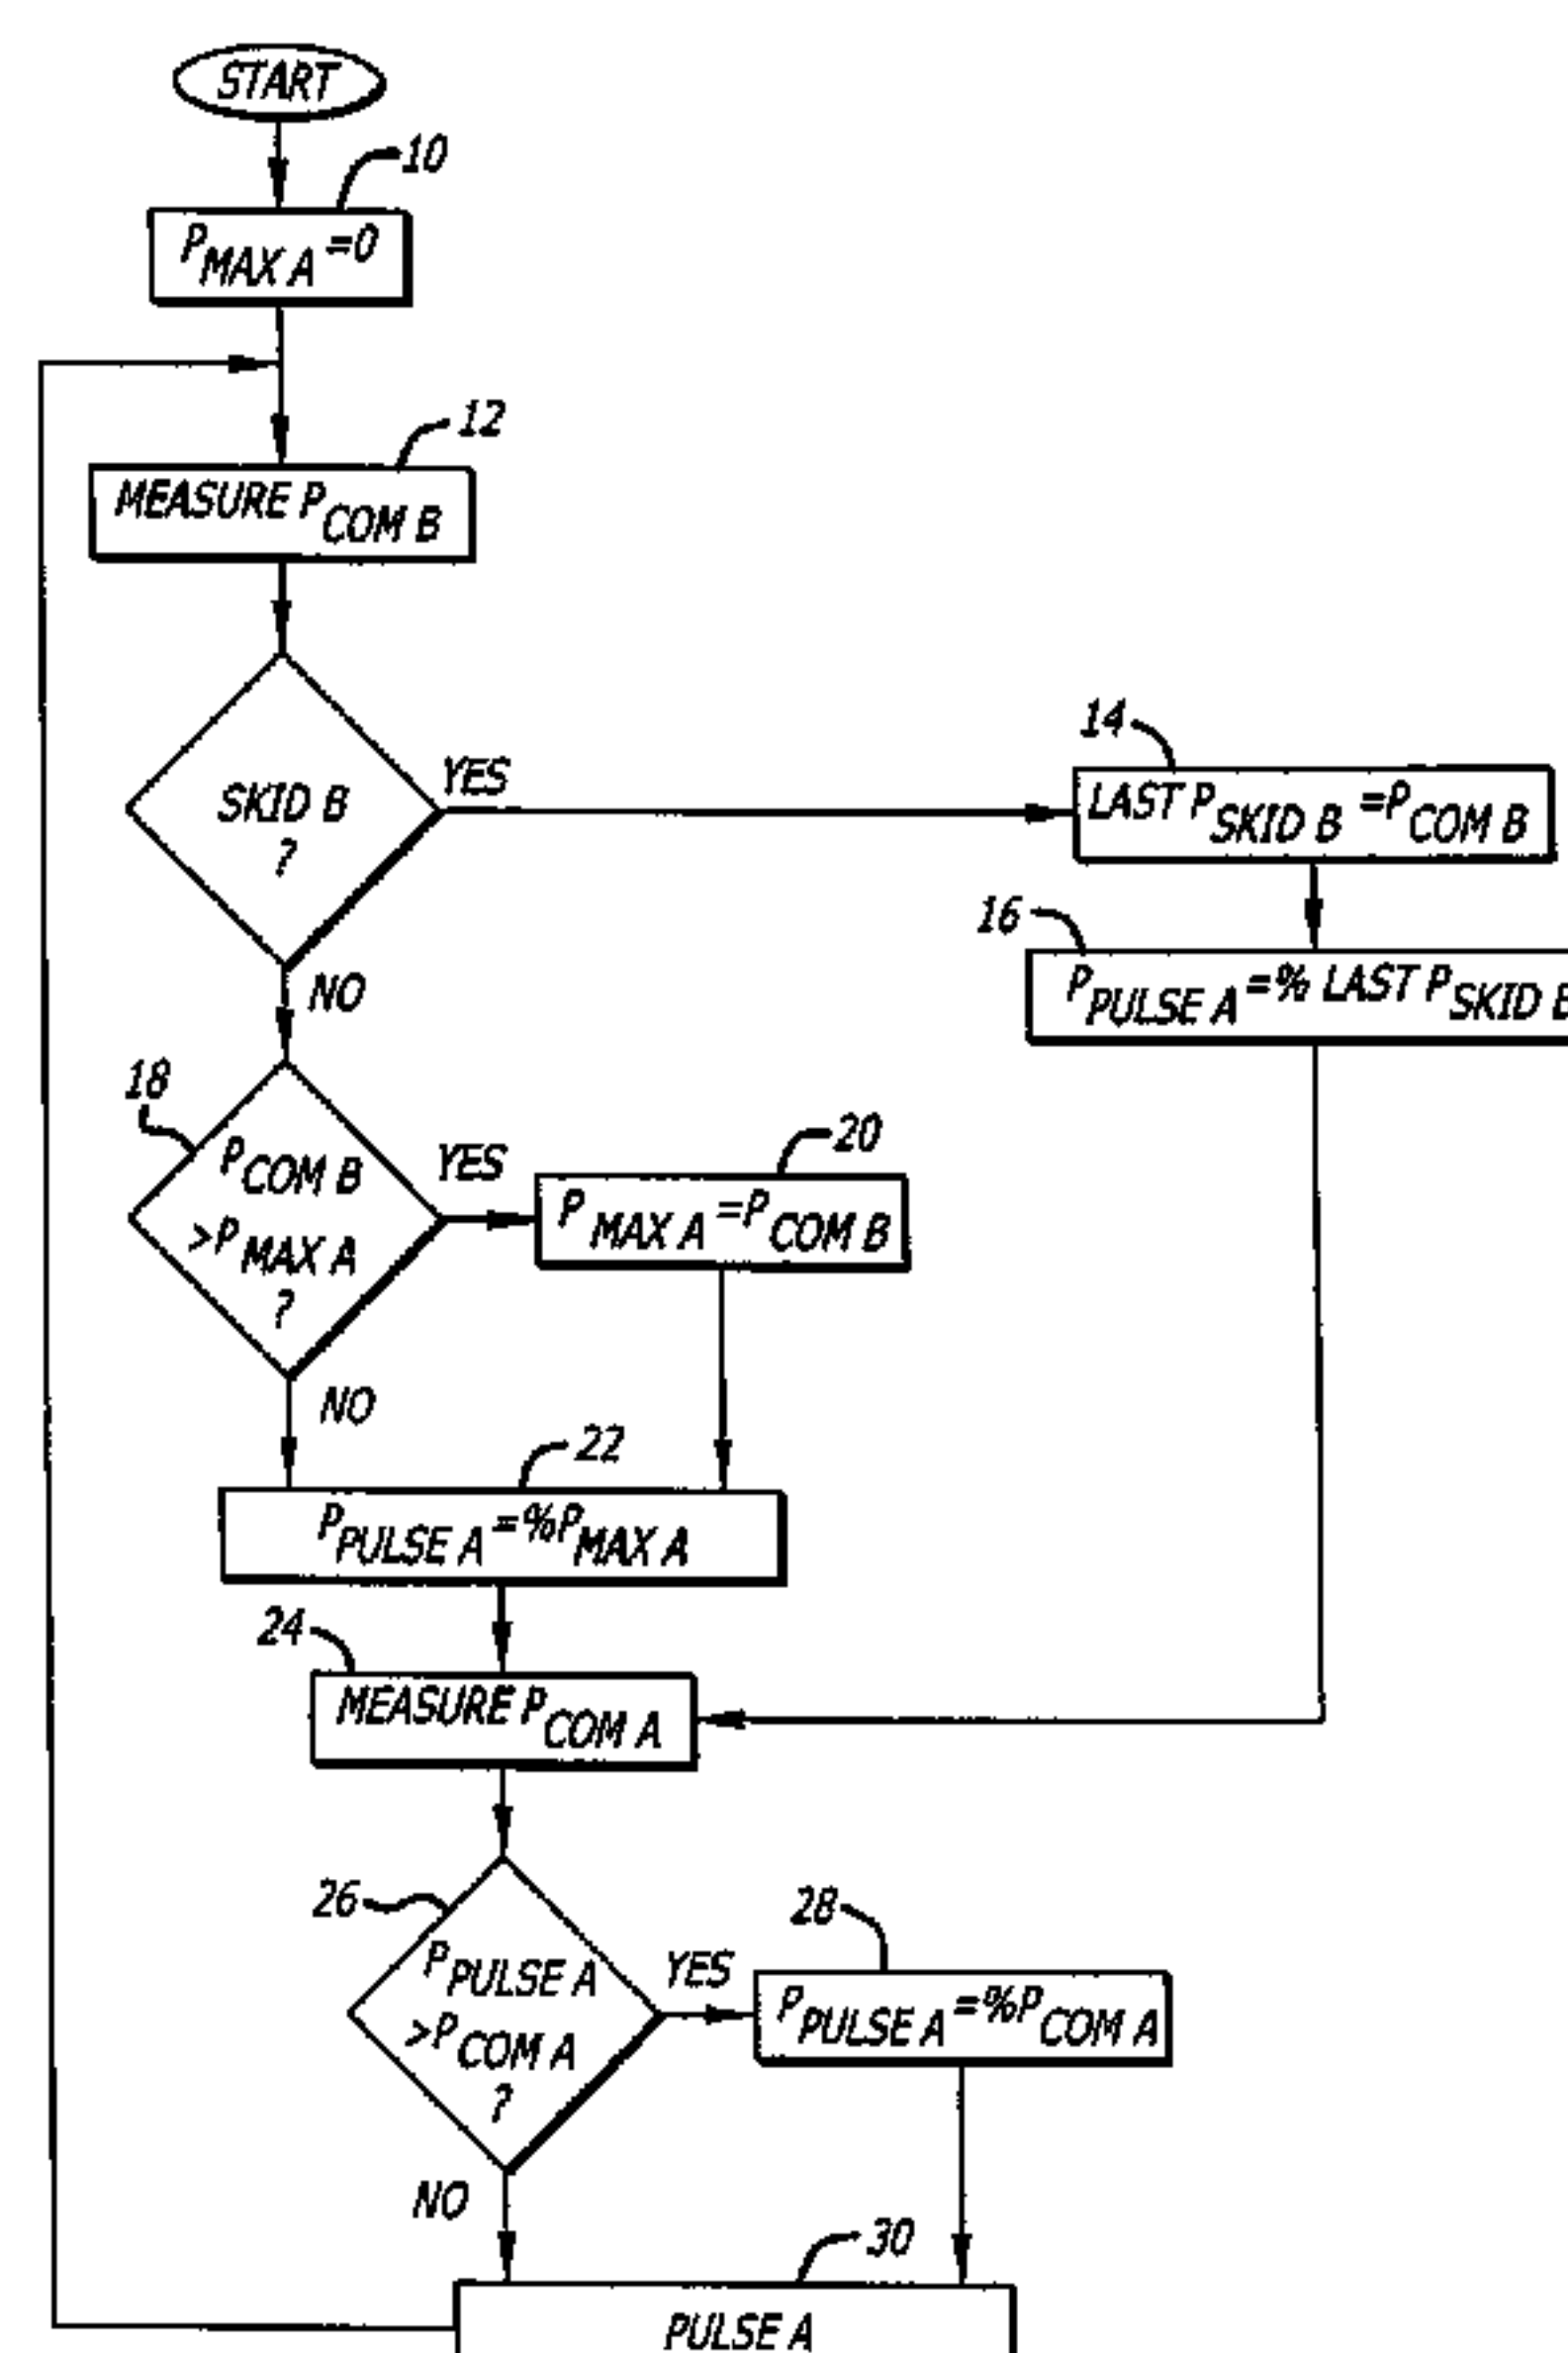 START
10
P MAX A =0
12
MEASURE P COM B
SKID B
?
YES
14
LAST P SKID B =P COM B
16
P PULSE A =% LAST P SKID B
NO
18
P COM B
>P MAX A
?
YES
20
P MAX A =P COM B
NO
22
P PULSE A =%P MAX A
24
MEASURE P COM A
26
P PULSE A
>P COM A
?
YES
28
P PULSE A =%P COM A
NO
30
PULSE A